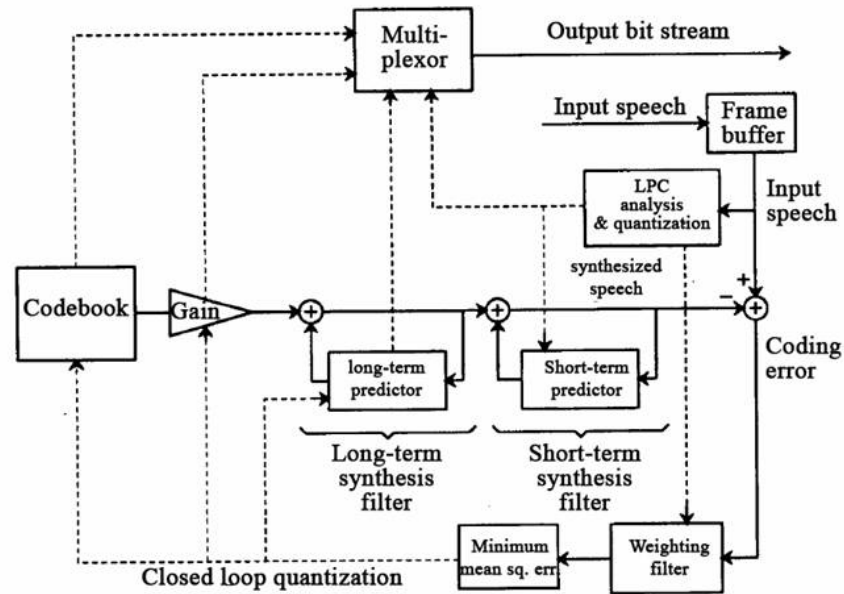 Multi-
plexor
Output bit stream
Input speech
Frame
buffer
LPC
analysis
& quantization
Input
speech
synthesized
speech
+
−
+
Codebook
Gain
+
+
Coding
error
long-term
predictor
Short-term
predictor
Long-term
synthesis
filter
Short-term
synthesis
filter
Closed loop quantization
Minimum
mean sq. err.
Weighting
filter